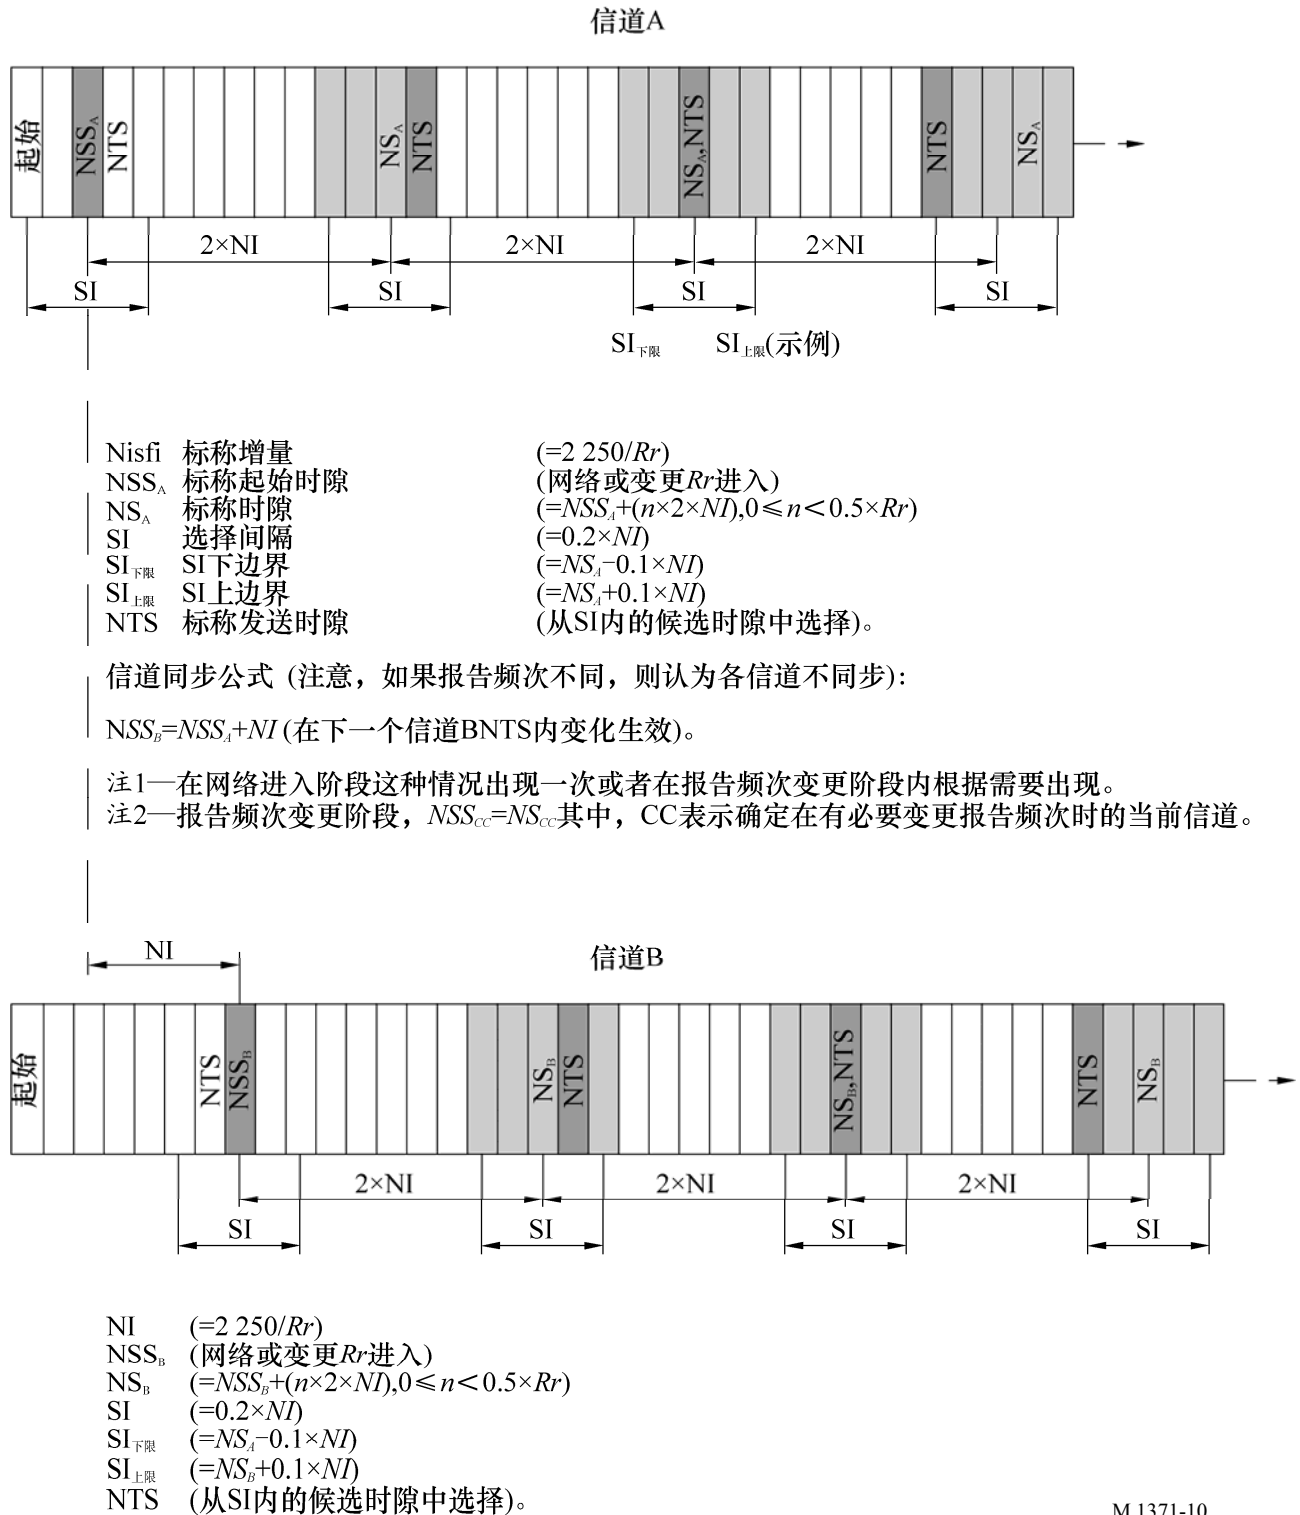 信道A
起始
NSSA
NTS
NSA
NTS
NSA,NTS
NTS
NSA
2×NI
2×NI
2×NI
SI
SI
SI
SI
SI下限 SI上限(示例)
Nisfi 标称增量 (=2 250/Rr)
NSSA 标称起始时隙 (网络或变更Rr进入)
NSA 标称时隙 (=NSSA+(n×2×NI),0≤n<0.5×Rr)
SI 选择间隔 (=0.2×NI)
SI下限 SI下边界 (=NSA-0.1×NI)
SI上限 SI上边界 (=NSA+0.1×NI)
NTS 标称发送时隙 (从SI内的候选时隙中选择)。
信道同步公式 (注意，如果报告频次不同，则认为各信道不同步)：
NSSB=NSSA+NI (在下一个信道BNTS内变化生效)。
注1—在网络进入阶段这种情况出现一次或者在报告频次变更阶段内根据需要出现。
注2—报告频次变更阶段，NSSCC=NSCC其中，CC表示确定在有必要变更报告频次时的当前信道。
NI
信道B
起始
NTS
NSSB
NSB
NTS
NSB,NTS
NTS
NSB
2×NI
2×NI
2×NI
SI
SI
SI
SI
NI (=2 250/Rr)
NSSB (网络或变更Rr进入)
NSB (=NSSB+(n×2×NI),0≤n<0.5×Rr)
SI (=0.2×NI)
SI下限 (=NSA-0.1×NI)
SI上限 (=NSB+0.1×NI)
NTS (从SI内的候选时隙中选择)。
M.1371-10